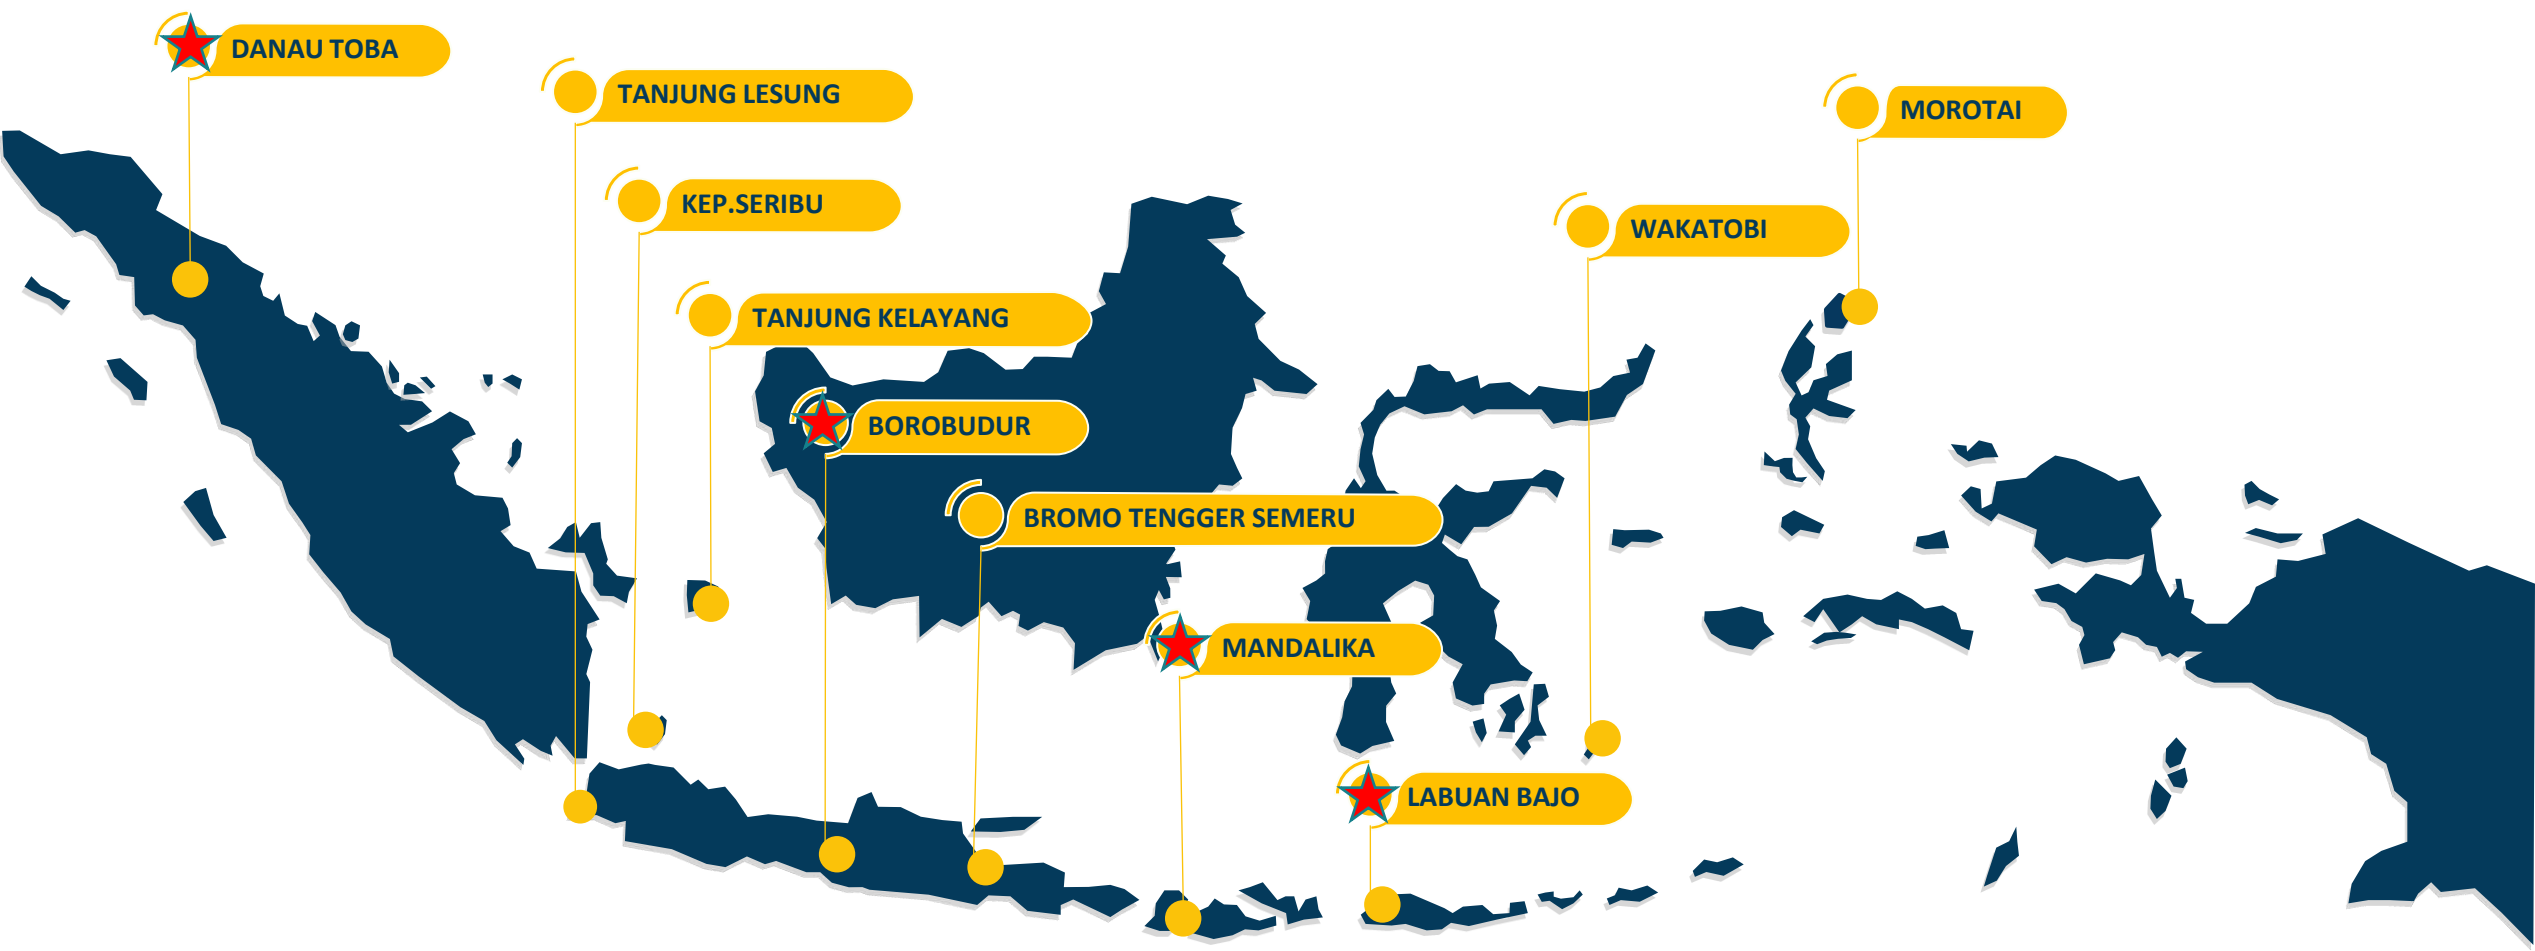 DANAU TOBA
TANJUNG LESUNG
MOROTAI
KEP.SERIBU
WAKATOBI
TANJUNG KELAYANG
BOROBUDUR
BROMO TENGGER SEMERU
MANDALIKA
LABUAN BAJO